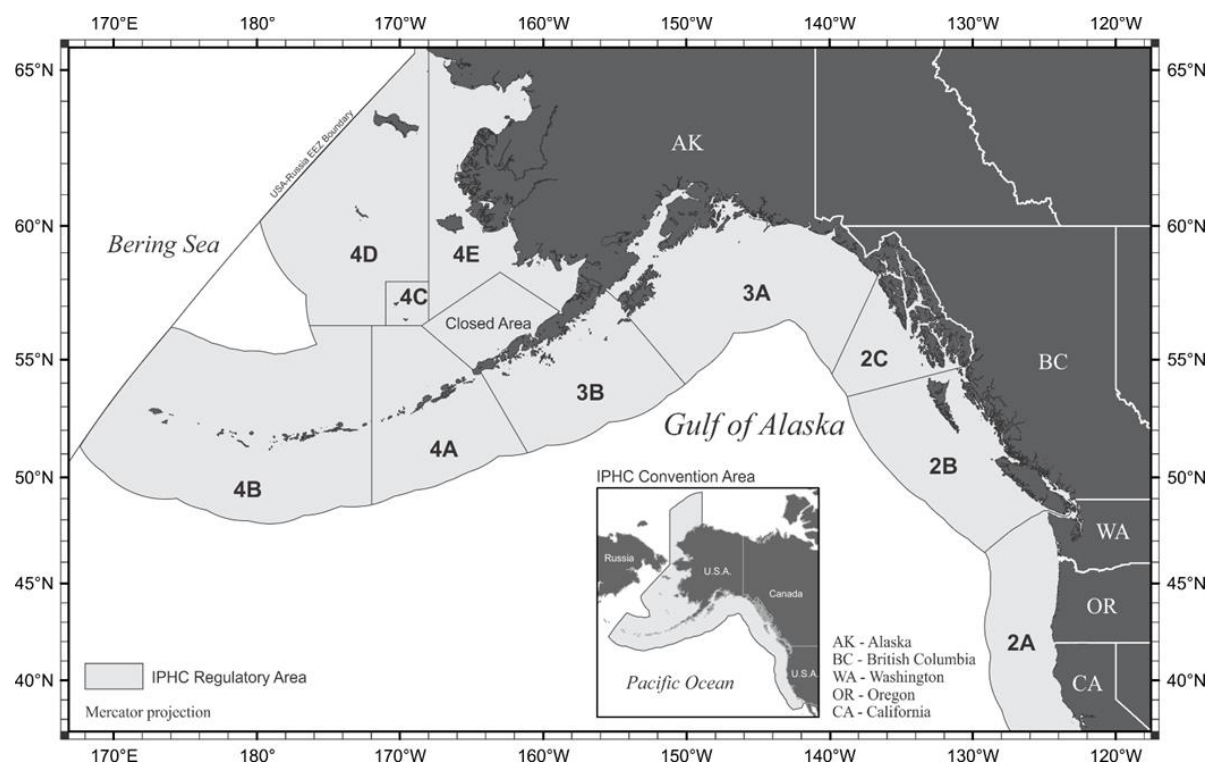 170°E 180° 170°W 160°W 150°W 140°W 130°W 120°W
65°N 65°N
USA-Russia EEZ Boundary
AK
60°N 60°N
Bering Sea
4D 4E
4C
3A
Closed Area
55°N 55°N
2C
BC
3B
Gulf of Alaska
4A
2B
50°N 50°N
4B
IPHC Convention Area
WA
Russia
U.S.A.
45°N 45°N
Canada
OR
2A
AK - Alaska
BC - British Columbia
WA - Washington
OR - Oregon
CA - California
U.S.A.
IPHC Regulatory Area
Pacific Ocean
40°N 40°N
CA
Mercator projection
170°E 180° 170°W 160°W 150°W 140°W 130°W 120°W